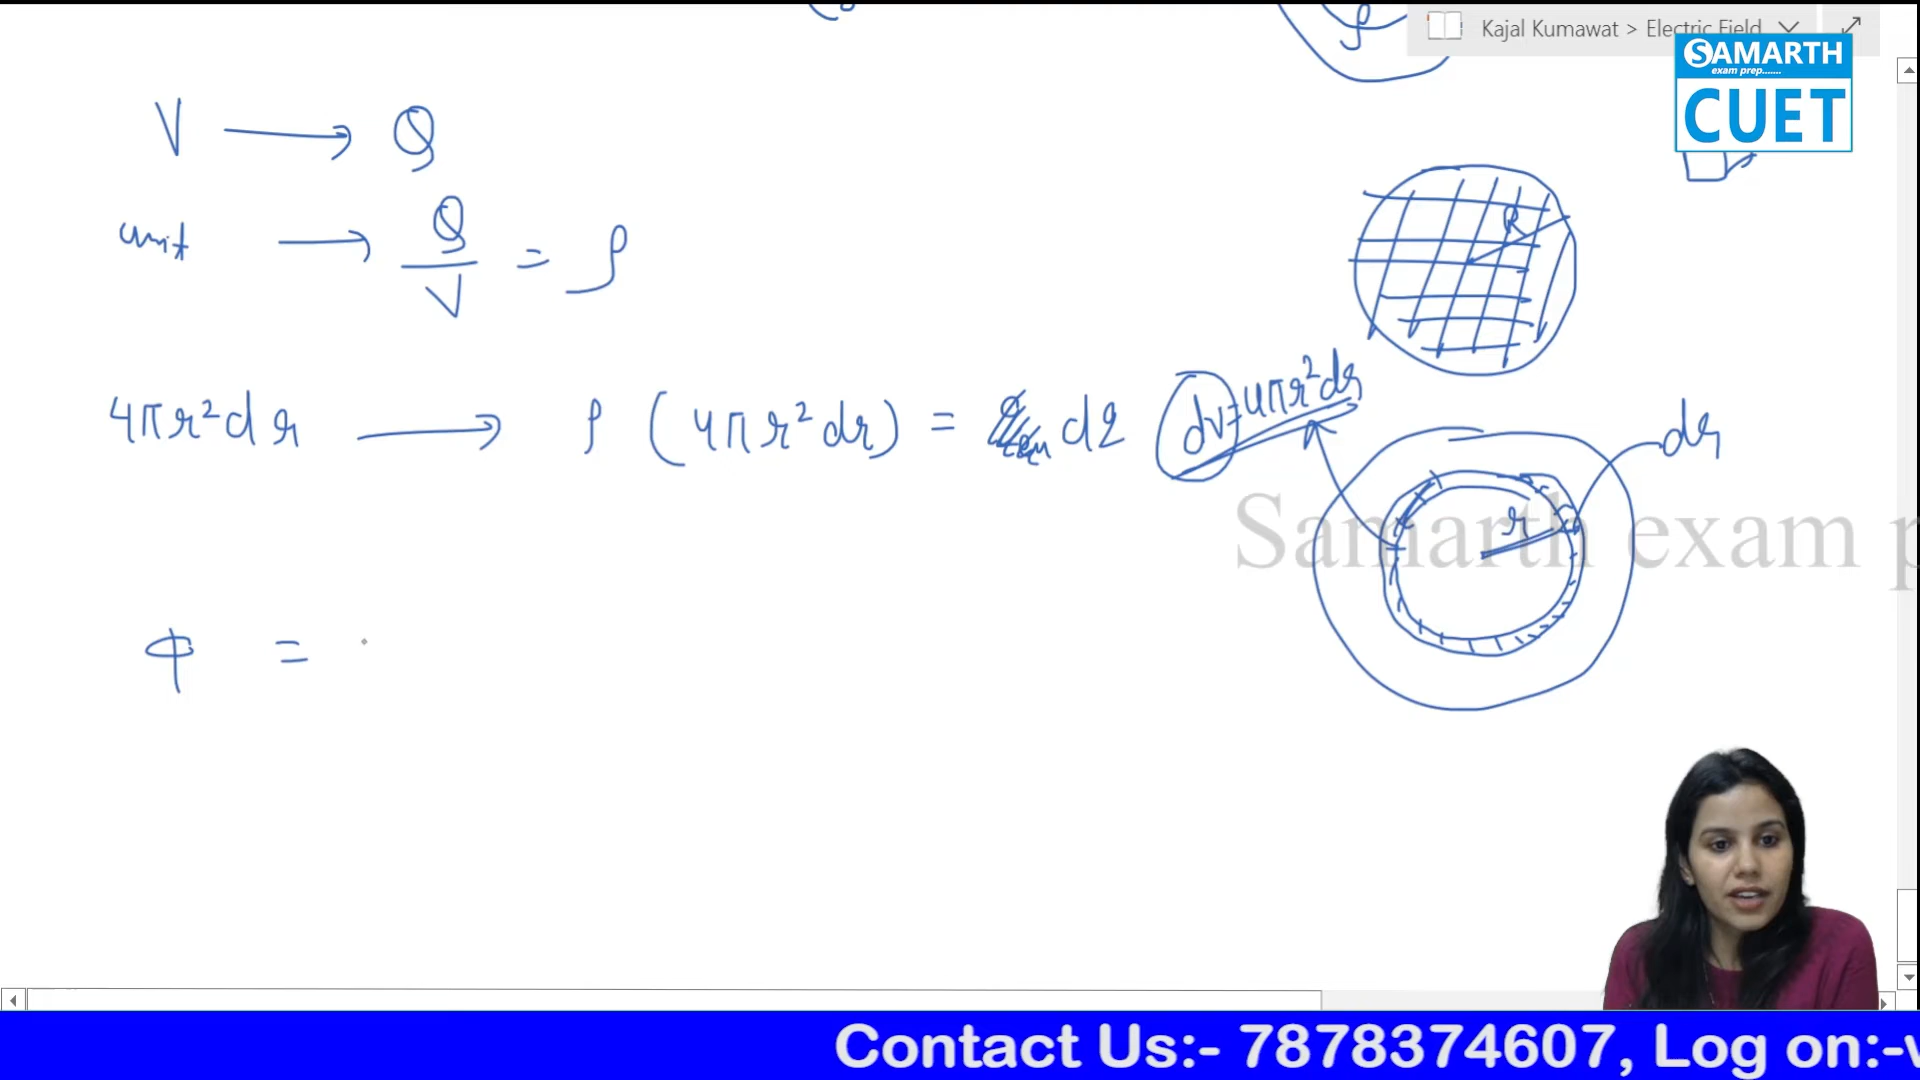 ρ
Kajal Kumawat > Electric Field
SAMARTH
exam prep......
CUET
V ⟶ Q
unit ⟶ Q/V = ρ
R
4πr²dr ⟶ ρ (4πr²dr) = dq
dV = 4πr²dr
dr
r
Samarth exam p
ϕ =
Contact Us:- 7878374607, Log on:-v